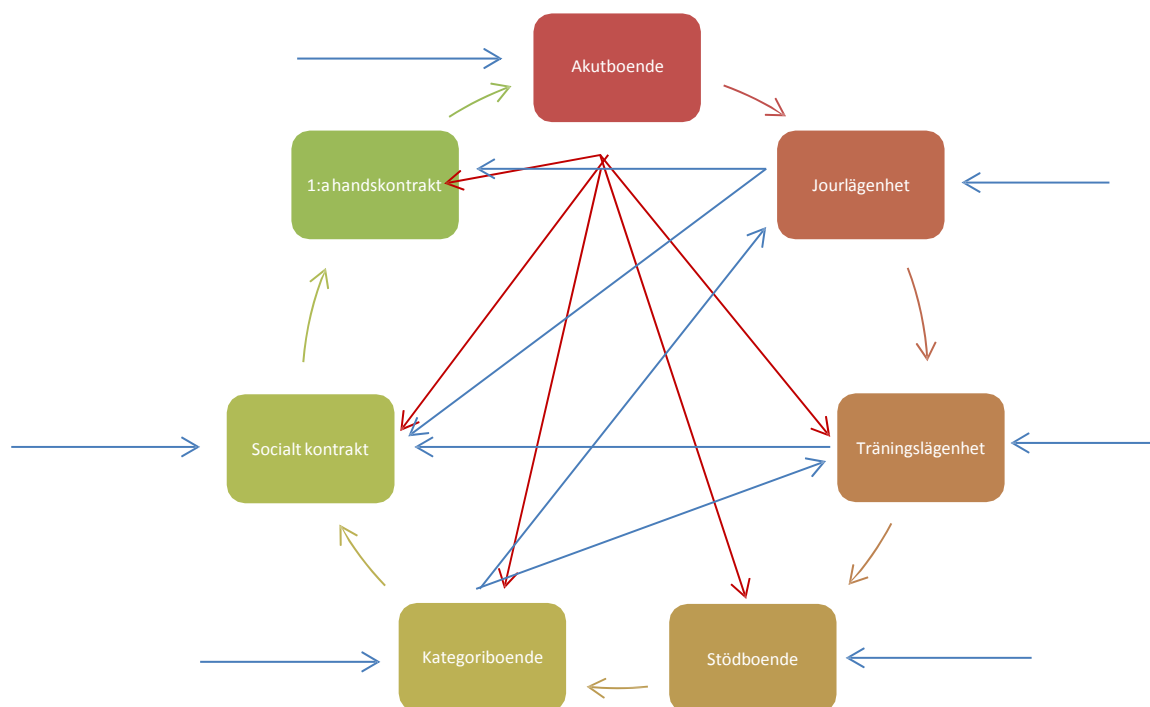 Akutboende
1:a handskontrakt
Jourlägenhet
Socialt kontrakt
Träningslägenhet
Kategoriboende
Stödboende